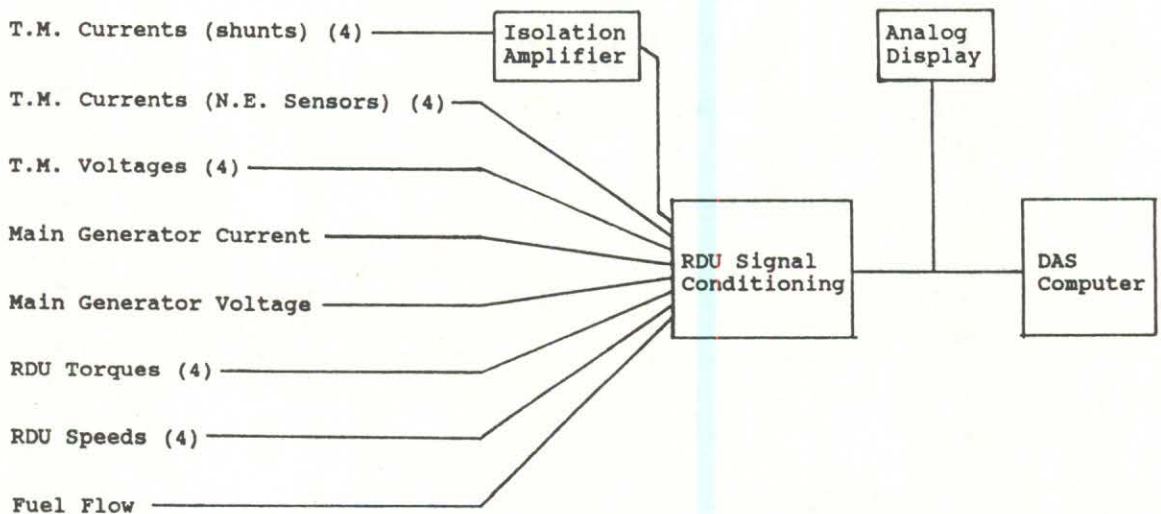 T.M. Currents (shunts) (4)
Isolation
Amplifier
Analog
Display
T.M. Currents (N.E. Sensors) (4)
T.M. Voltages (4)
Main Generator Current
RDU Signal
Conditioning
DAS
Computer
Main Generator Voltage
RDU Torques (4)
RDU Speeds (4)
Fuel Flow